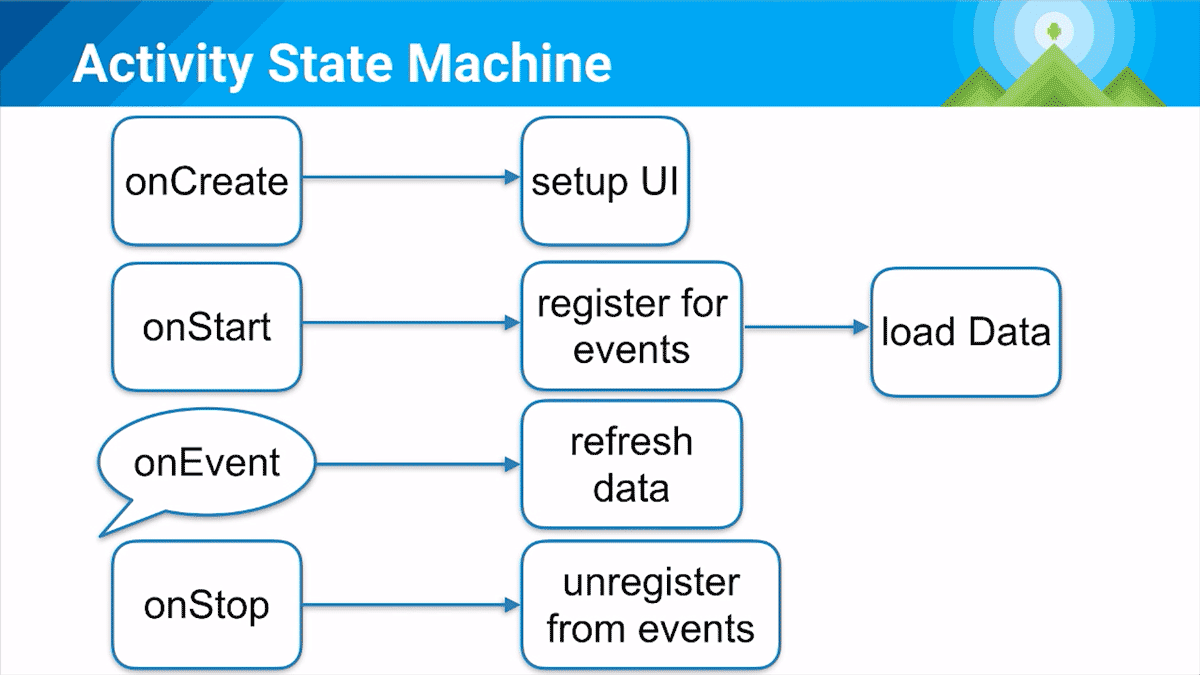 Activity State Machine
onCreate
setup UI
onStart
register for
events
load Data
onEvent
refresh
data
onStop
unregister
from events